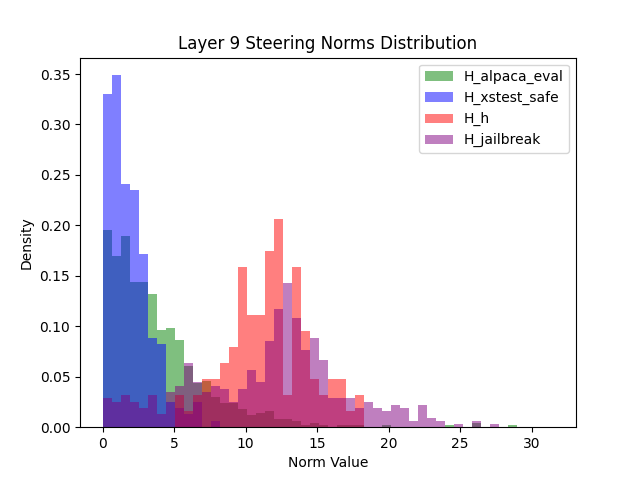 Layer 9 Steering Norms Distribution
H_alpaca_eval
H_xstest_safe
H_h
H_jailbreak
0.35
0.30
0.25
0.20
0.15
0.10
0.05
0.00
Density
0 5 10 15 20 25 30
Norm Value